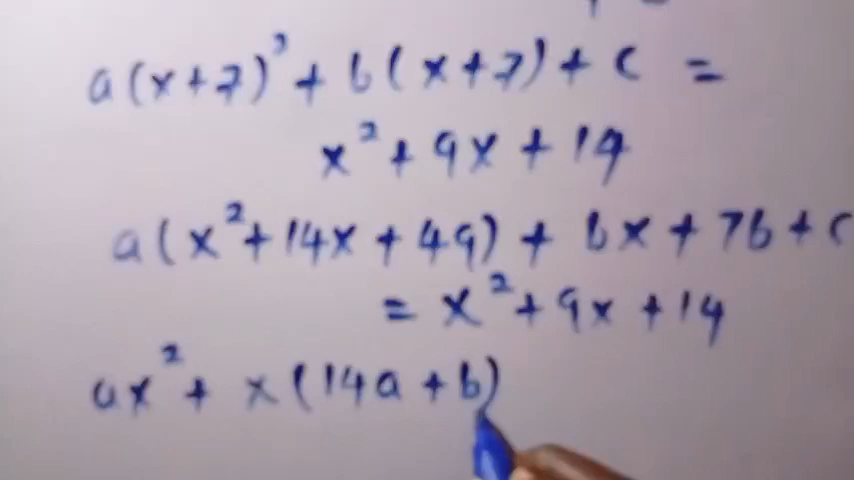 a(x+7)² + b(x+7) + c =
x² + 9x + 14
a(x² + 14x + 49) + bx + 7b + c
= x² + 9x + 14
ax² + x(14a + b)